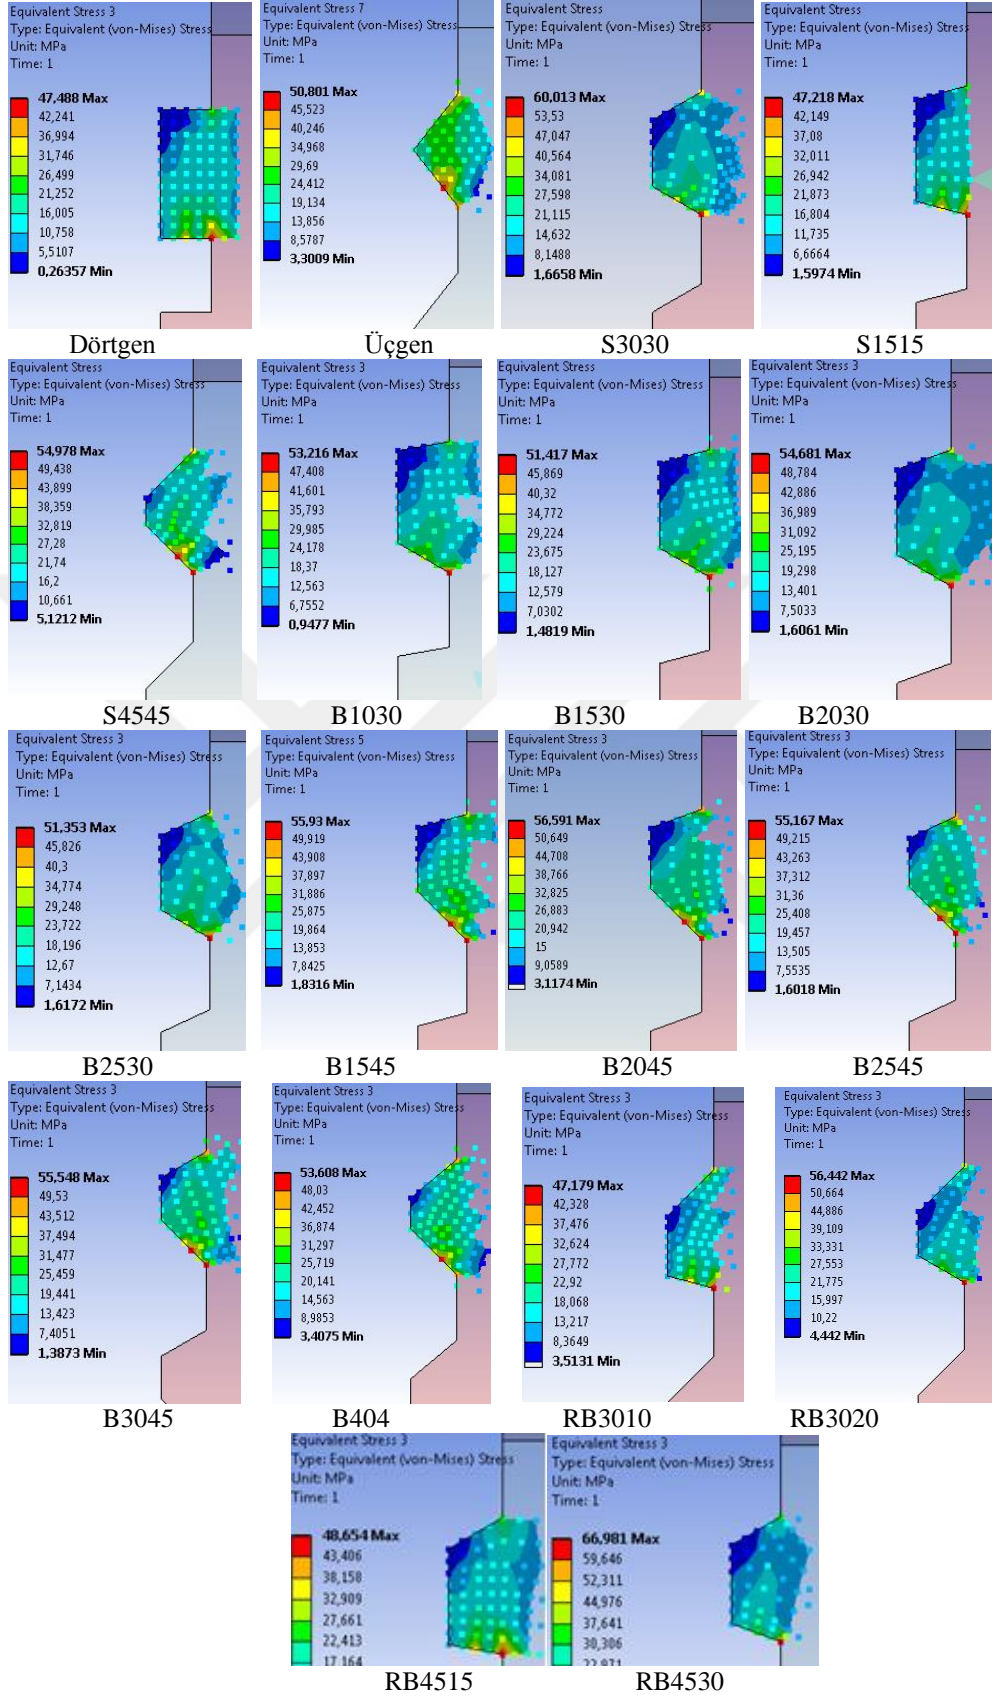 Equivalent Stress 3
Type: Equivalent (von-Mises) Stress
Unit: MPa
Time: 1
47,488 Max
42,241
36,994
31,746
26,499
21,252
16,005
10,758
5,5107
0,26357 Min
Dörtgen
Equivalent Stress 7
Type: Equivalent (von-Mises) Stress
Unit: MPa
Time: 1
50,801 Max
45,523
40,246
34,968
29,69
24,412
19,134
13,856
8,5787
3,3009 Min
Üçgen
Equivalent Stress
Type: Equivalent (von-Mises) Stress
Unit: MPa
Time: 1
60,013 Max
53,53
47,047
40,564
34,081
27,598
21,115
14,632
8,1488
1,6658 Min
S3030
Equivalent Stress
Type: Equivalent (von-Mises) Stress
Unit: MPa
Time: 1
47,218 Max
42,149
37,08
32,011
26,942
21,873
16,804
11,735
6,6664
1,5974 Min
S1515
Equivalent Stress
Type: Equivalent (von-Mises) Stress
Unit: MPa
Time: 1
54,978 Max
49,438
43,899
38,359
32,819
27,28
21,74
16,2
10,661
5,1212 Min
S4545
Equivalent Stress 3
Type: Equivalent (von-Mises) Stress
Unit: MPa
Time: 1
53,216 Max
47,408
41,601
35,793
29,985
24,178
18,37
12,563
6,7552
0,9477 Min
B1030
Equivalent Stress
Type: Equivalent (von-Mises) Stress
Unit: MPa
Time: 1
51,417 Max
45,869
40,32
34,772
29,224
23,675
18,127
12,579
7,0302
1,4819 Min
B1530
Equivalent Stress 3
Type: Equivalent (von-Mises) Stress
Unit: MPa
Time: 1
54,681 Max
48,784
42,886
36,989
31,092
25,195
19,298
13,401
7,5033
1,6061 Min
B2030
Equivalent Stress 3
Type: Equivalent (von-Mises) Stress
Unit: MPa
Time: 1
51,353 Max
45,826
40,3
34,774
29,248
23,722
18,196
12,67
7,1434
1,6172 Min
B2530
Equivalent Stress 5
Type: Equivalent (von-Mises) Stress
Unit: MPa
Time: 1
55,93 Max
49,919
43,908
37,897
31,886
25,875
19,864
13,853
7,8425
1,8316 Min
B1545
Equivalent Stress 3
Type: Equivalent (von-Mises) Stress
Unit: MPa
Time: 1
56,591 Max
50,649
44,708
38,766
32,825
26,883
20,942
15
9,0589
3,1174 Min
B2045
Equivalent Stress 3
Type: Equivalent (von-Mises) Stress
Unit: MPa
Time: 1
55,167 Max
49,215
43,263
37,312
31,36
25,408
19,457
13,505
7,5535
1,6018 Min
B2545
Equivalent Stress 3
Type: Equivalent (von-Mises) Stress
Unit: MPa
Time: 1
55,548 Max
49,53
43,512
37,494
31,477
25,459
19,441
13,423
7,4051
1,3873 Min
B3045
Equivalent Stress 3
Type: Equivalent (von-Mises) Stress
Unit: MPa
Time: 1
53,608 Max
48,03
42,452
36,874
31,297
25,719
20,141
14,563
8,9853
3,4075 Min
B404
Equivalent Stress 3
Type: Equivalent (von-Mises) Stress
Unit: MPa
Time: 1
47,179 Max
42,328
37,476
32,624
27,772
22,92
18,068
13,217
8,3649
3,5131 Min
RB3010
Equivalent Stress 3
Type: Equivalent (von-Mises) Stress
Unit: MPa
Time: 1
56,442 Max
50,664
44,886
39,109
33,331
27,553
21,775
15,997
10,22
4,442 Min
RB3020
Equivalent Stress 3
Type: Equivalent (von-Mises) Stress
Unit: MPa
Time: 1
48,654 Max
43,406
38,158
32,909
27,661
22,413
17,164
RB4515
Equivalent Stress 3
Type: Equivalent (von-Mises) Stress
Unit: MPa
Time: 1
66,981 Max
59,646
52,311
44,976
37,641
30,306
22,971
RB4530